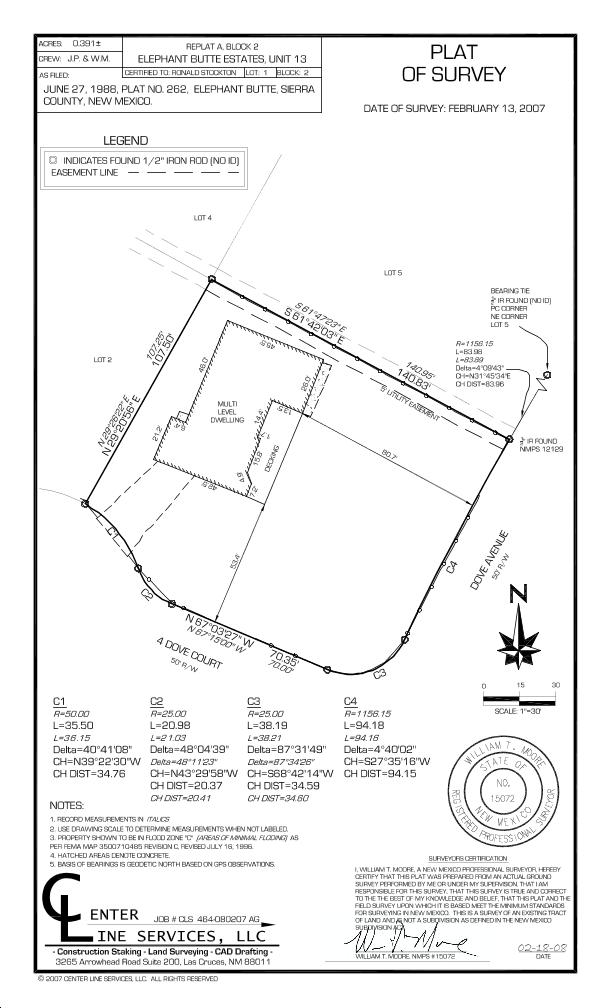 ACRES: 0.391±
CREW: J.P. & W.M.
AS FILED:
REPLAT A, BLOCK 2
ELEPHANT BUTTE ESTATES, UNIT 13
CERTIFIED TO: RONALD STOCKTON LOT: 1 BLOCK: 2
JUNE 27, 1988, PLAT NO. 262, ELEPHANT BUTTE, SIERRA
COUNTY, NEW MEXICO.
PLAT
OF SURVEY
DATE OF SURVEY: FEBRUARY 13, 2007
LEGEND
INDICATES FOUND 1/2" IRON ROD (NO ID)
EASEMENT LINE
LOT 4
LOT 5
LOT 2
S 61°47'23" E
S 61°42'03" E
140.95'
140.83'
5' UTILITY EASEMENT
107.25'
107.50'
N 29°28'22" E
N 29°20'56" E
BEARING TIE
½" IR FOUND (NO ID)
PC CORNER
NE CORNER
LOT 5
R=1156.15
L=83.98
L=83.89
Delta=4°09'43"
CH=N31°45'34"E
CH DIST=83.96
½" IR FOUND
NMPS 12129
45.5'
46.0'
26.0'
MULTI
LEVEL
DWELLING
13.5'
14.4'
15.8'
DECKING
21.2'
42.5'
7.2'
80.7'
53.4'
C1
C2
C3
C4
DOVE AVENUE
50' R/W
N 67°03'27" W
N 67°15'00" W
70.35'
70.00'
4 DOVE COURT
50' R/W
N
0 15 30
SCALE: 1"=30'
C1
R=50.00
L=35.50
L=36.15
Delta=40°41'08"
CH=N39°22'30"W
CH DIST=34.76
C2
R=25.00
L=20.98
L=21.03
Delta=48°04'39"
Delta=48°11'23"
CH=N43°29'58"W
CH DIST=20.37
CH DIST=20.41
C3
R=25.00
L=38.19
L=38.21
Delta=87°31'49"
Delta=87°34'26"
CH=S68°42'14"W
CH DIST=34.59
CH DIST=34.60
C4
R=1156.15
L=94.18
L=94.16
Delta=4°40'02"
CH=S27°35'16"W
CH DIST=94.15
NOTES:
1. RECORD MEASUREMENTS IN ITALICS
2. USE DRAWING SCALE TO DETERMINE MEASUREMENTS WHEN NOT LABELED.
3. PROPERTY SHOWN TO BE IN FLOOD ZONE "C" (AREAS OF MINIMAL FLOODING) AS
PER FEMA MAP 3500710485 REVISION C, REVISED JULY 16, 1996.
4. HATCHED AREAS DENOTE CONCRETE.
5. BASIS OF BEARINGS IS GEODETIC NORTH BASED ON GPS OBSERVATIONS.
WILLIAM T. MOORE
STATE OF
NO.
15072
NEW MEXICO
REGISTERED PROFESSIONAL SURVEYOR
SURVEYORS CERTIFICATION
I, WILLIAM T. MOORE, A NEW MEXICO PROFESSIONAL SURVEYOR, HEREBY
CERTIFY THAT THIS PLAT WAS PREPARED FROM AN ACTUAL GROUND
SURVEY PERFORMED BY ME OR UNDER MY SUPERVISION, THAT I AM
RESPONSIBLE FOR THIS SURVEY, THAT THIS SURVEY IS TRUE AND CORRECT
TO THE THE BEST OF MY KNOWLEDGE AND BELIEF, THAT THIS PLAT AND THE
FIELD SURVEY UPON WHICH IT IS BASED MEET THE MINIMUM STANDARDS
FOR SURVEYING IN NEW MEXICO. THIS IS A SURVEY OF AN EXISTING TRACT
OF LAND AND IS NOT A SUBDIVISION AS DEFINED IN THE NEW MEXICO
SUBDIVISION ACT.
02-18-08
WILLIAM T. MOORE, NMPS #15072 DATE
CENTER
LINE SERVICES, LLC
JOB # CLS 464-080207 AG
- Construction Staking - Land Surveying - CAD Drafting -
3265 Arrowhead Road Suite 200, Las Cruces, NM 88011
© 2007 CENTER LINE SERVICES, LLC. ALL RIGHTS RESERVED